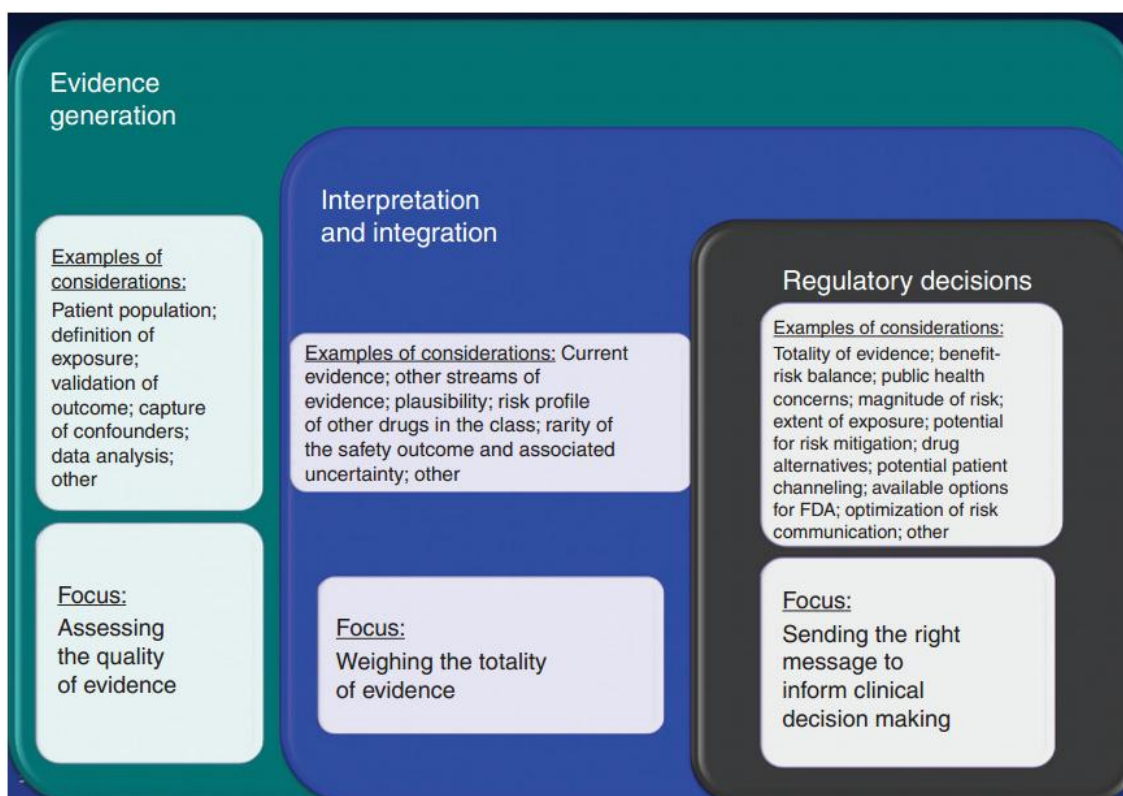 Evidence
generation
Examples of
considerations:
Patient population;
definition of
exposure;
validation of
outcome; capture
of confounders;
data analysis;
other
Focus:
Assessing
the quality
of evidence
Interpretation
and integration
Examples of considerations: Current
evidence; other streams of
evidence; plausibility; risk profile
of other drugs in the class; rarity of
the safety outcome and associated
uncertainty; other
Focus:
Weighing the totality
of evidence
Regulatory decisions
Examples of considerations:
Totality of evidence; benefit-
risk balance; public health
concerns; magnitude of risk;
extent of exposure; potential
for risk mitigation; drug
alternatives; potential patient
channeling; available options
for FDA; optimization of risk
communication; other
Focus:
Sending the right
message to
inform clinical
decision making